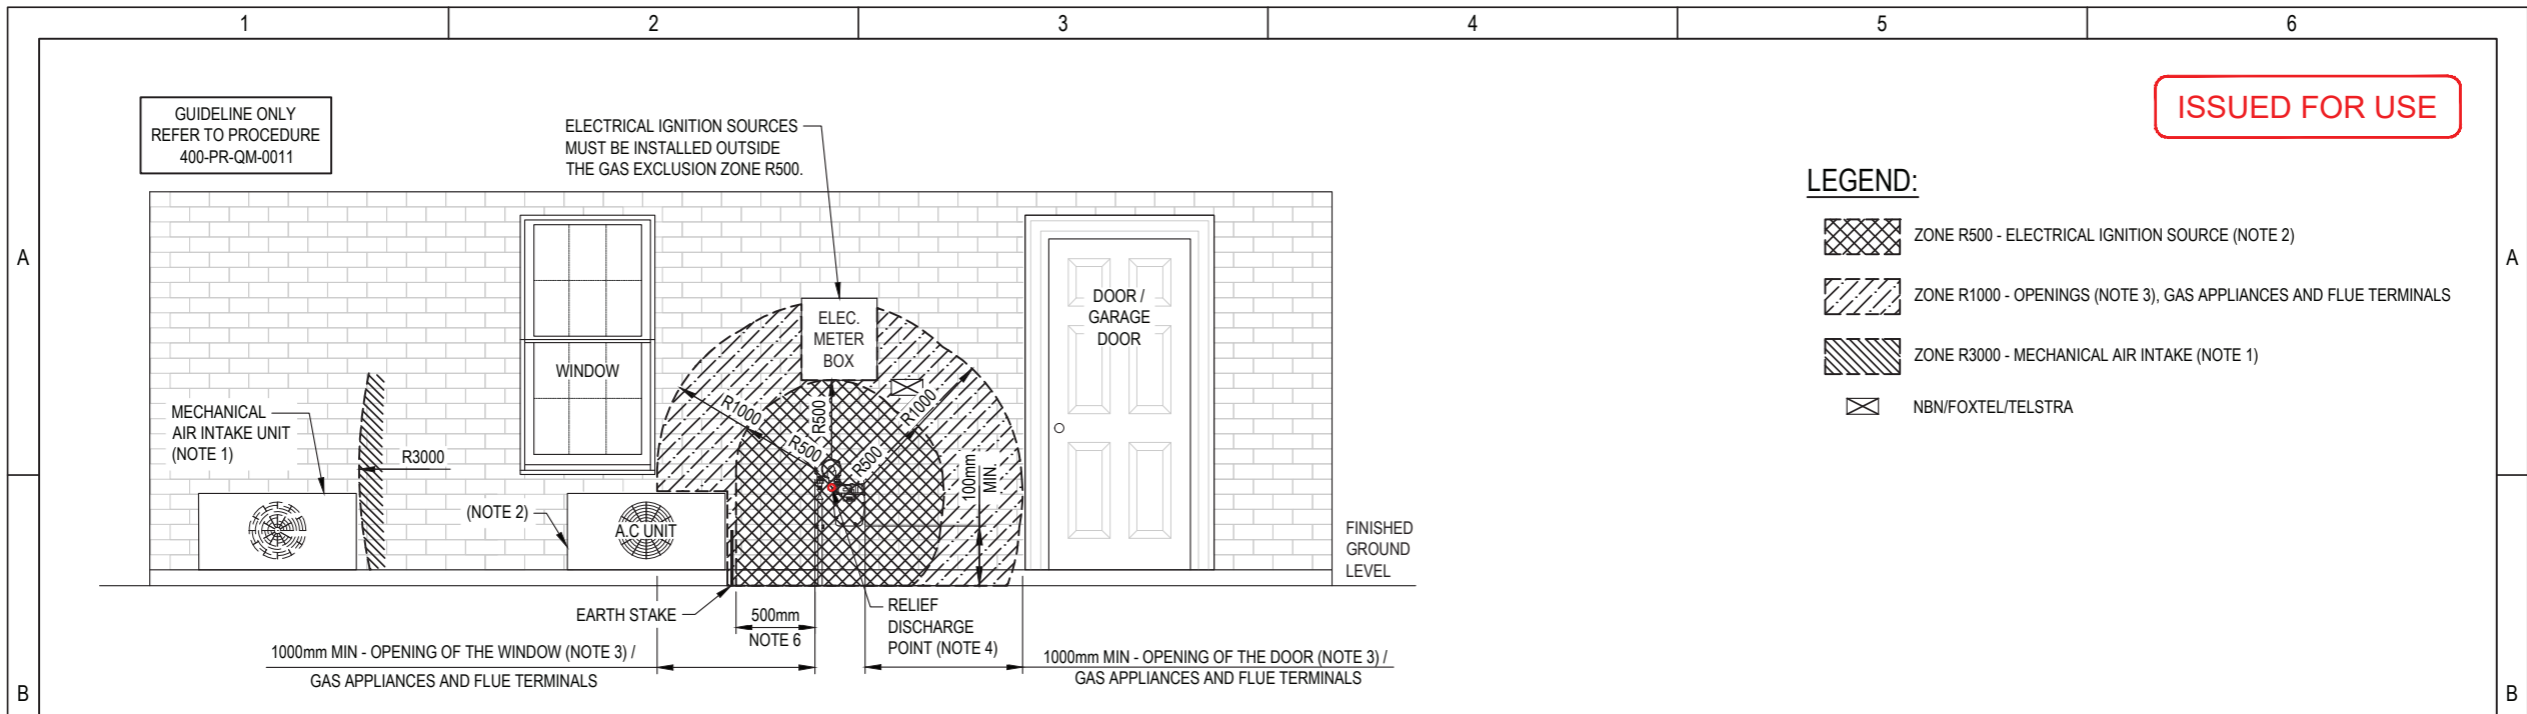 1 2 3 4 5 6
GUIDELINE ONLY
REFER TO PROCEDURE
400-PR-QM-0011
ELECTRICAL IGNITION SOURCES
MUST BE INSTALLED OUTSIDE
THE GAS EXCLUSION ZONE R500.
ISSUED FOR USE
LEGEND:
ZONE R500 - ELECTRICAL IGNITION SOURCE (NOTE 2)
ZONE R1000 - OPENINGS (NOTE 3), GAS APPLIANCES AND FLUE TERMINALS
ZONE R3000 - MECHANICAL AIR INTAKE (NOTE 1)
NBN/FOXTEL/TELSTRA
A
A
ELEC.
METER
BOX
DOOR /
GARAGE
DOOR
WINDOW
MECHANICAL
AIR INTAKE UNIT
(NOTE 1)
R3000
R1000
R500
R500
R1000
R500
100mm
MIN.
(NOTE 2)
A.C UNIT
FINISHED
GROUND
LEVEL
EARTH STAKE
500mm
NOTE 6
RELIEF
DISCHARGE
POINT (NOTE 4)
1000mm MIN - OPENING OF THE WINDOW (NOTE 3) /
GAS APPLIANCES AND FLUE TERMINALS
1000mm MIN - OPENING OF THE DOOR (NOTE 3) /
GAS APPLIANCES AND FLUE TERMINALS
B
B